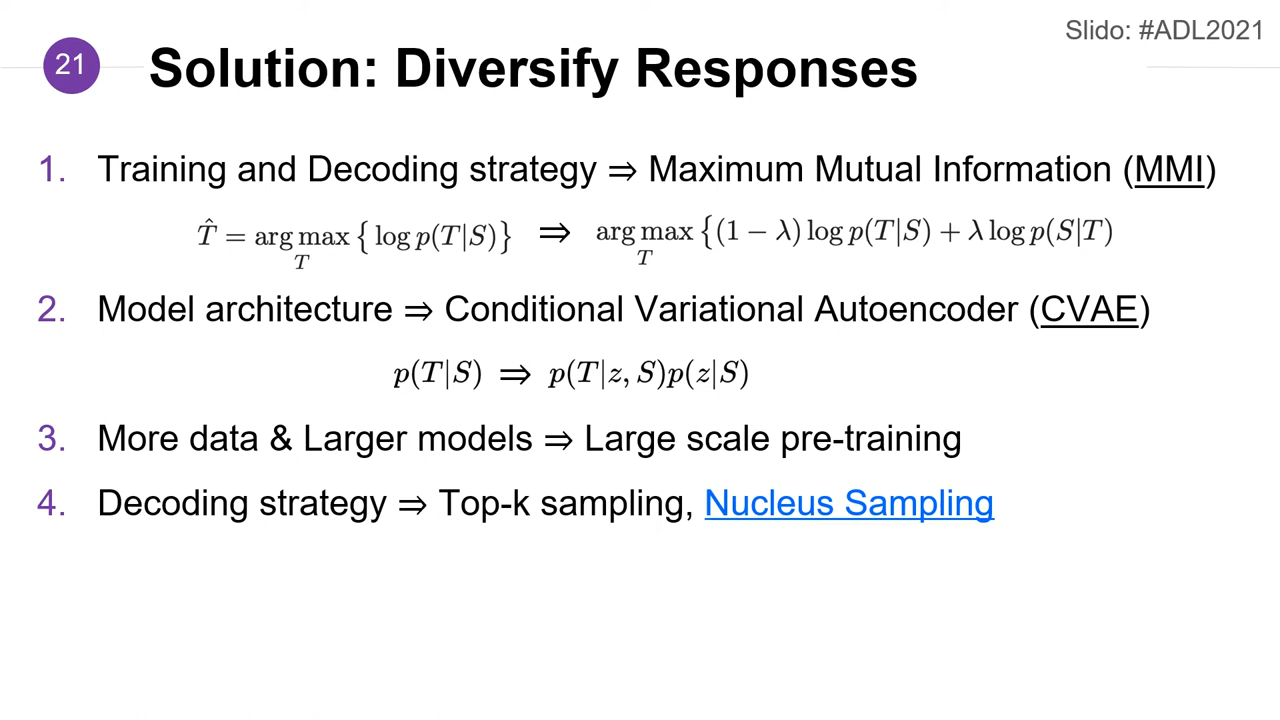 Slido: #ADL2021
21
Solution: Diversify Responses
1. Training and Decoding strategy ⇒ Maximum Mutual Information (MMI)
T̂ = arg max { log p(T|S)} ⇒ arg max {(1 − λ) log p(T|S) + λ log p(S|T)
T T
2. Model architecture ⇒ Conditional Variational Autoencoder (CVAE)
p(T|S) ⇒ p(T|z, S)p(z|S)
3. More data & Larger models ⇒ Large scale pre-training
4. Decoding strategy ⇒ Top-k sampling, Nucleus Sampling